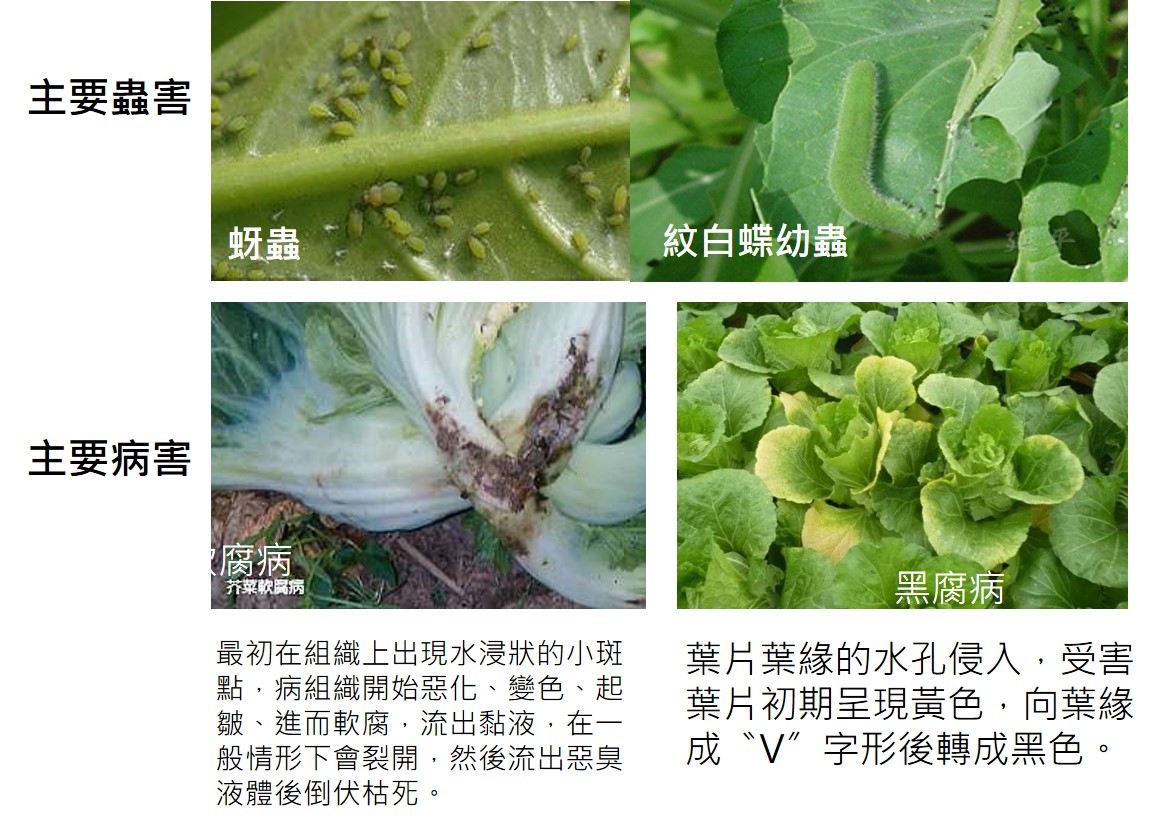 主要蟲害
蚜蟲
紋白蝶幼蟲
主要病害
軟腐病
芥菜軟腐病
黑腐病
最初在組織上出現水浸狀的小斑
點，病組織開始惡化、變色、起
皺、進而軟腐，流出黏液，在一
般情形下會裂開，然後流出惡臭
液體後倒伏枯死。
葉片葉緣的水孔侵入，受害
葉片初期呈現黃色，向葉緣
成〝V〞字形後轉成黑色。